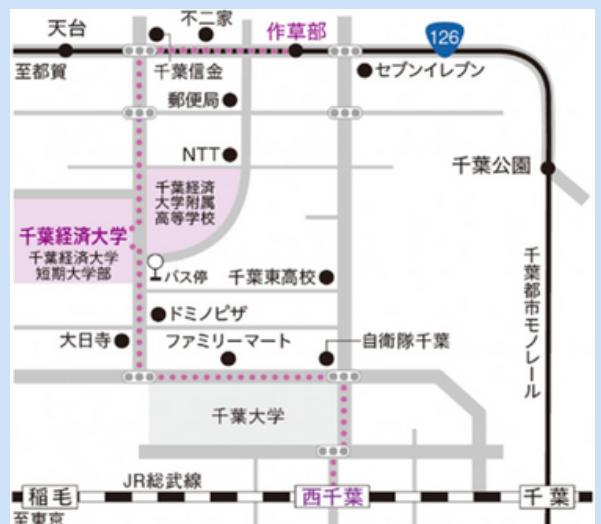 不二家
天台
作草部
126
至都賀
千葉信金
セブンイレブン
郵便局
NTT
千葉公園
千葉経済
大学附属
高等学校
千葉経済大学
千葉経済大学
短期大学部
バス停
千葉東高校
千葉都市モノレール
ドミノピザ
大日寺
ファミリーマート
自衛隊千葉
千葉大学
JR総武線
稲毛
西千葉
千葉
至東京